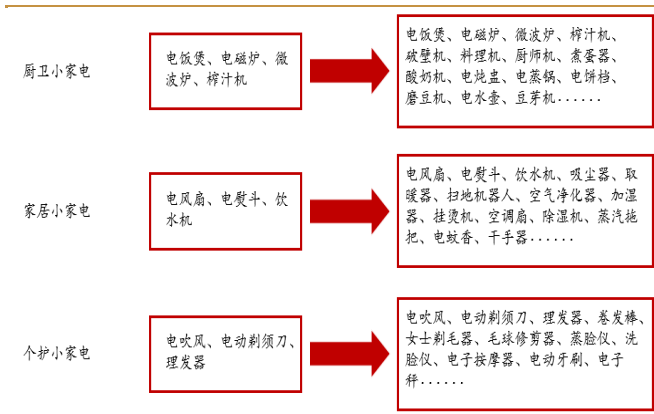 厨卫小家电
电饭煲、电磁炉、微
波炉、榨汁机
电饭煲、电磁炉、微波炉、榨汁机、
破壁机、料理机、厨师机、煮蛋器、
酸奶机、电炖盅、电蒸锅、电饼档、
磨豆机、电水壶、豆芽机......
家居小家电
电风扇、电熨斗、饮
水机
电风扇、电熨斗、饮水机、吸尘器、取
暖器、扫地机器人、空气净化器、加湿
器、挂烫机、空调扇、除湿机、蒸汽拖
把、电蚊香、干手器......
个护小家电
电吹风、电动剃须刀、
理发器
电吹风、电动剃须刀、理发器、卷发棒、
女士剃毛器、毛球修剪器、蒸脸仪、洗
脸仪、电子按摩器、电动牙刷、电子
秤......